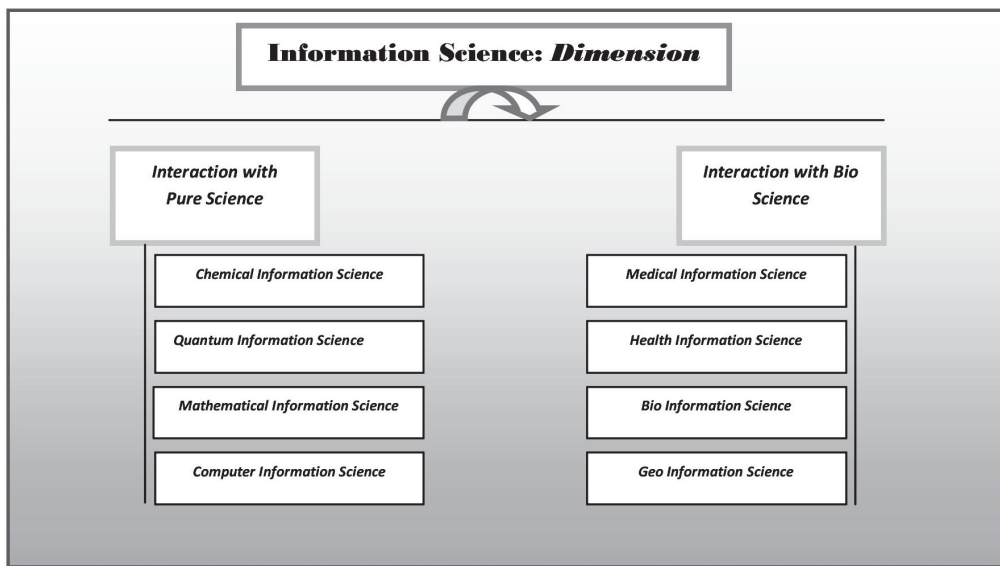 Information Science: Dimension
Interaction with
Pure Science
Chemical Information Science
Quantum Information Science
Mathematical Information Science
Computer Information Science
Interaction with Bio
Science
Medical Information Science
Health Information Science
Bio Information Science
Geo Information Science